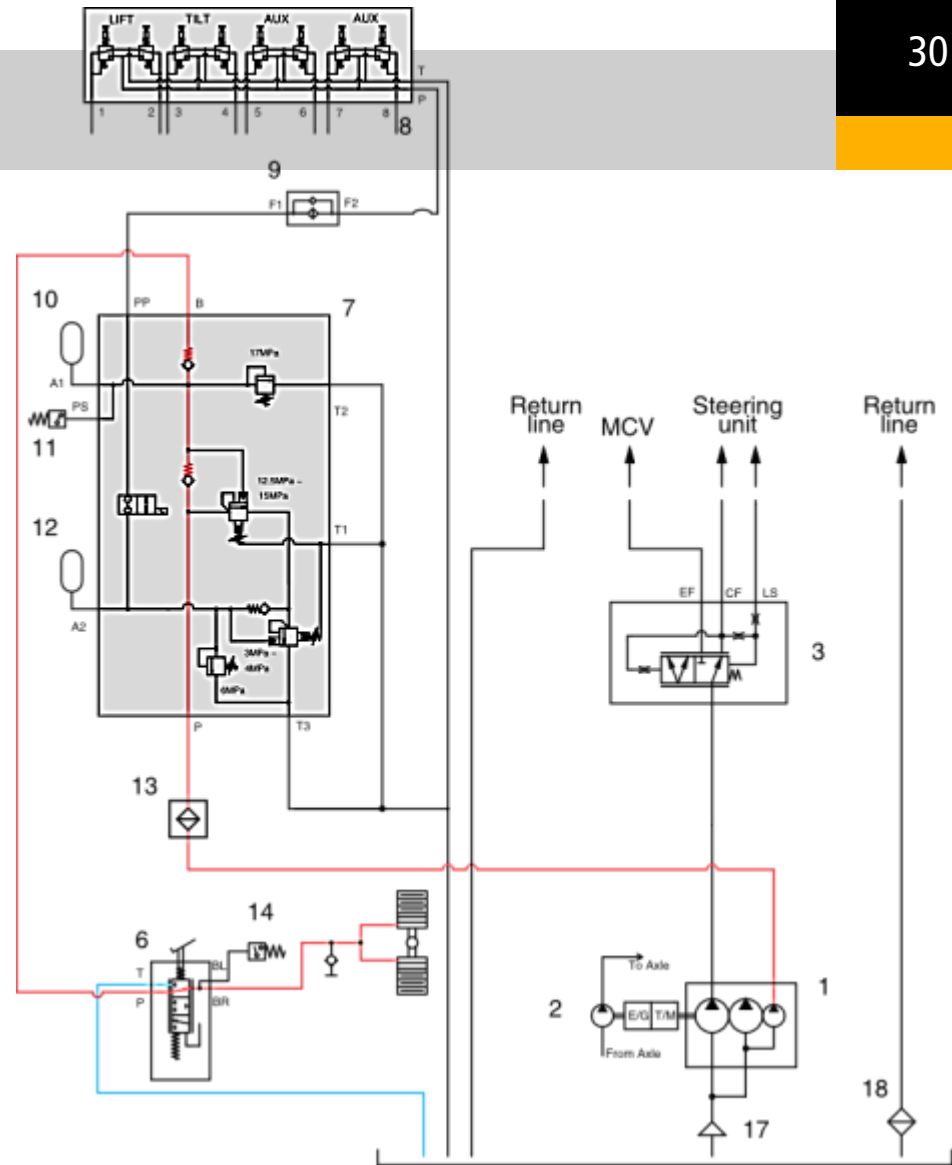 30
LIFT TILT AUX AUX
T
P
1 2 3 4 5 6 7 8
8
9
F1 F2
10
PP B
7
17MPa
A1
PS
T2
11
12.5MPa ~
15MPa
12
T1
A2
3MPa ~
4MPa
6MPa
P T3
13
14
6
T
P
BL
BR
Return
line
MCV
Steering
unit
Return
line
EF CF LS
3
To Axle
1
2
E/G T/M
From Axle
17
18